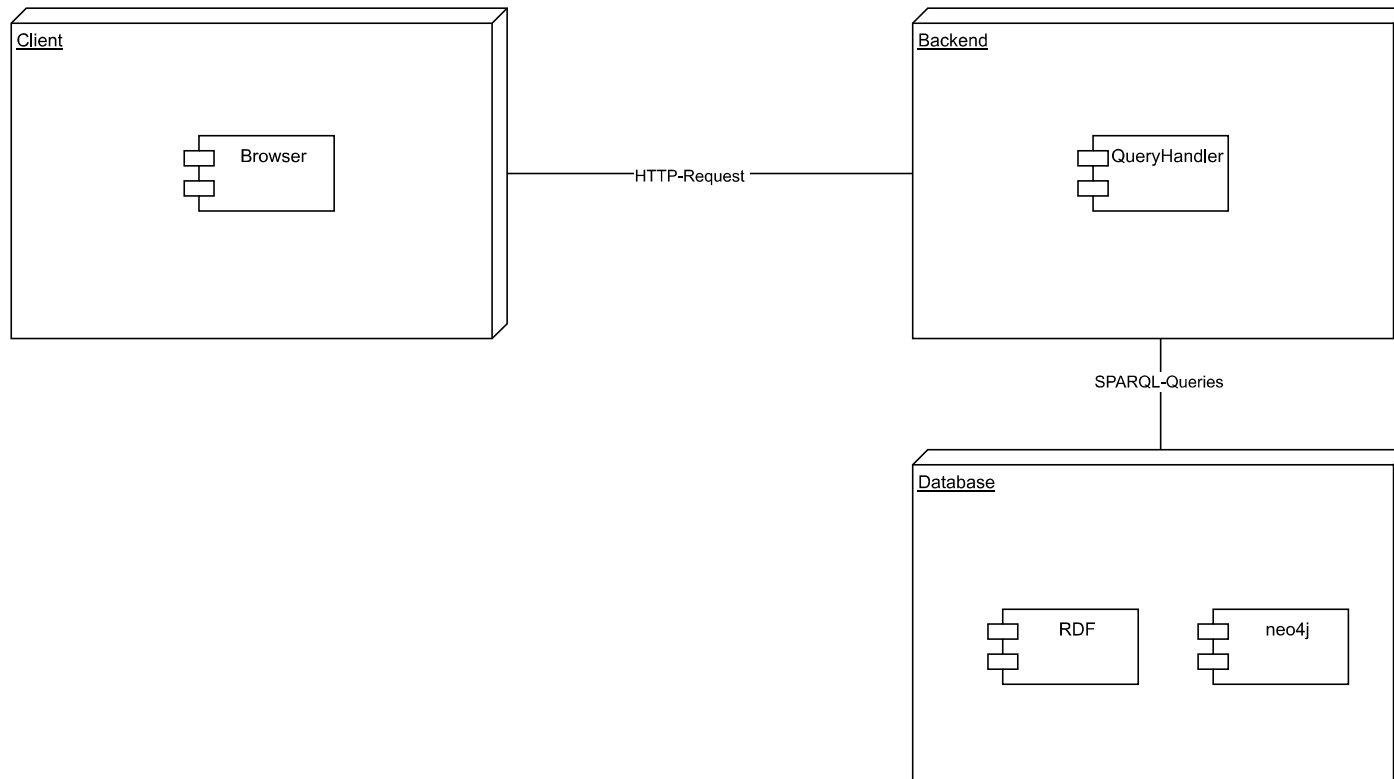 Client
Backend
Browser
QueryHandler
HTTP-Request
SPARQL-Queries
Database
RDF
neo4j